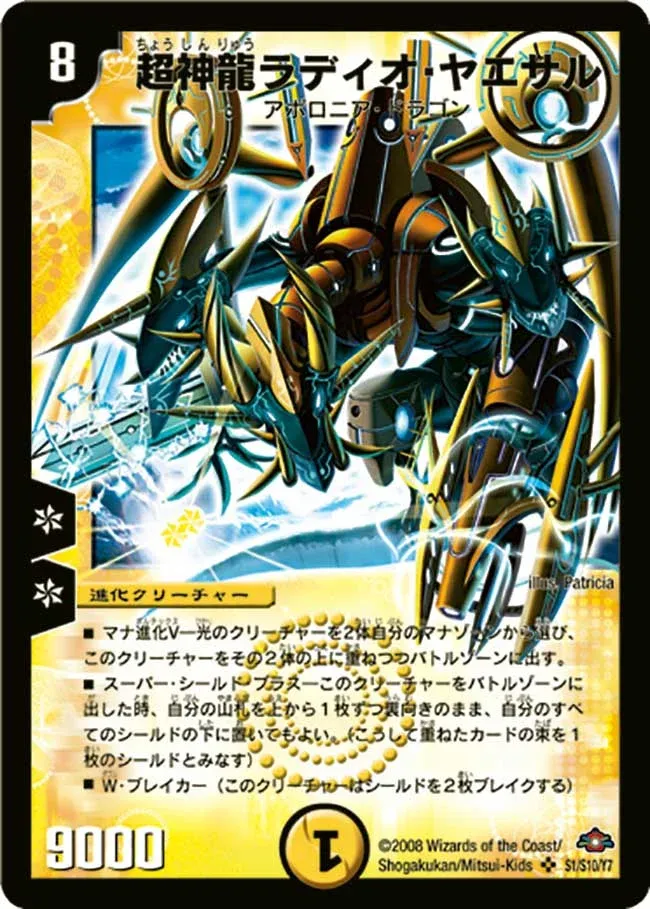 8
ちょうしんりゅう
超神龍ラディオ・ヤエサル
アポロニア・ドラゴン
illus. Patricia
進化クリーチャー
■ マナ進化V―光のクリーチャーを2体自分のマナゾーンから選び、
このクリーチャーをその2体の上に重ねつつバトルゾーンに出す。
■ スーパー・シールド・プラス―このクリーチャーをバトルゾーンに
出した時、自分の山札を上から1枚ずつ裏向きのまま、自分のすべ
てのシールドの下に置いてもよい。(こうして重ねたカードの束を1
枚のシールドとみなす)
■ W・ブレイカー (このクリーチャーはシールドを2枚ブレイクする)
9000
1
©2008 Wizards of the Coast/
Shogakukan/Mitsui-Kids
S1/S10/Y7